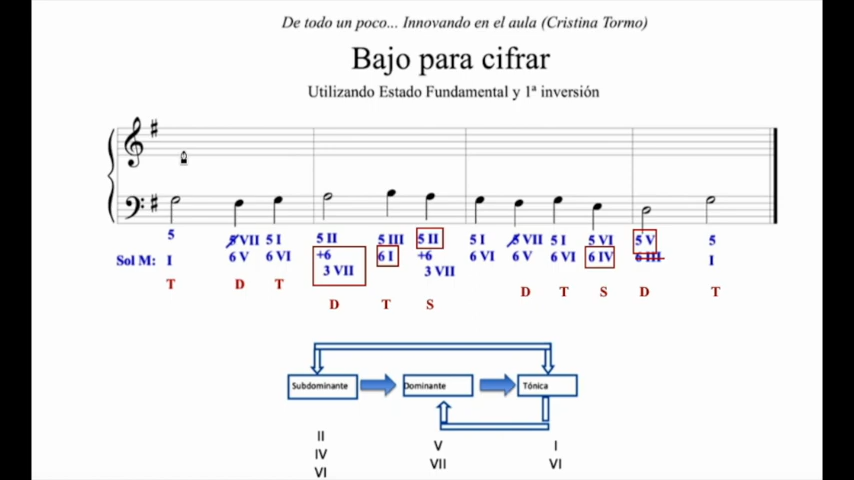 De todo un poco... Innovando en el aula (Cristina Tormo)
Bajo para cifrar
Utilizando Estado Fundamental y 1ª inversión
5 5 VII 5 I 5 II 5 III 5 II 5 I 5 VII 5 I 5 VI 5 V 5
Sol M: I 6 V 6 VI +6 6 I +6 6 VI 6 V 6 VI 6 IV 6 III I
3 VII 3 VII
T D T D T S D T S D T
Subdominante Dominante Tónica
II V I
IV VII VI
VI